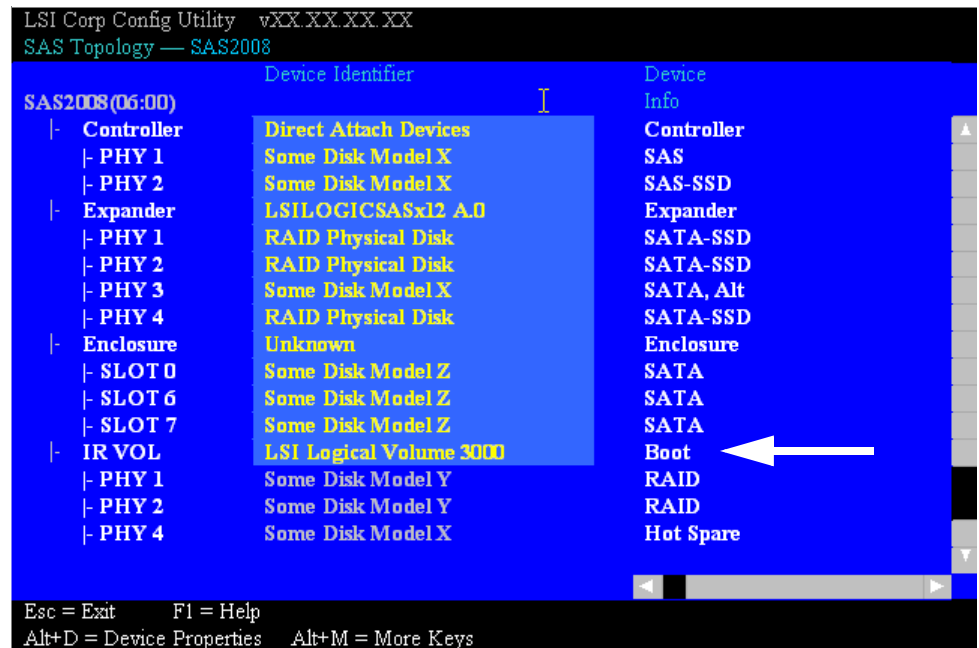 LSI Corp Config Utility vXX.XX.XX.XX
SAS Topology — SAS2008
Device Identifier Device
SAS2008(06:00) Info
|- Controller Direct Attach Devices Controller
|- PHY 1 Some Disk Model X SAS
|- PHY 2 Some Disk Model X SAS-SSD
|- Expander LSILOGICSASx12 A.0 Expander
|- PHY 1 RAID Physical Disk SATA-SSD
|- PHY 2 RAID Physical Disk SATA-SSD
|- PHY 3 Some Disk Model X SATA, Alt
|- PHY 4 RAID Physical Disk SATA-SSD
|- Enclosure Unknown Enclosure
|- SLOT 0 Some Disk Model Z SATA
|- SLOT 6 Some Disk Model Z SATA
|- SLOT 7 Some Disk Model Z SATA
|- IR VOL LSI Logical Volume 3000 Boot
|- PHY 1 Some Disk Model Y RAID
|- PHY 2 Some Disk Model Y RAID
|- PHY 4 Some Disk Model X Hot Spare
Esc = Exit F1 = Help
Alt+D = Device Properties Alt+M = More Keys